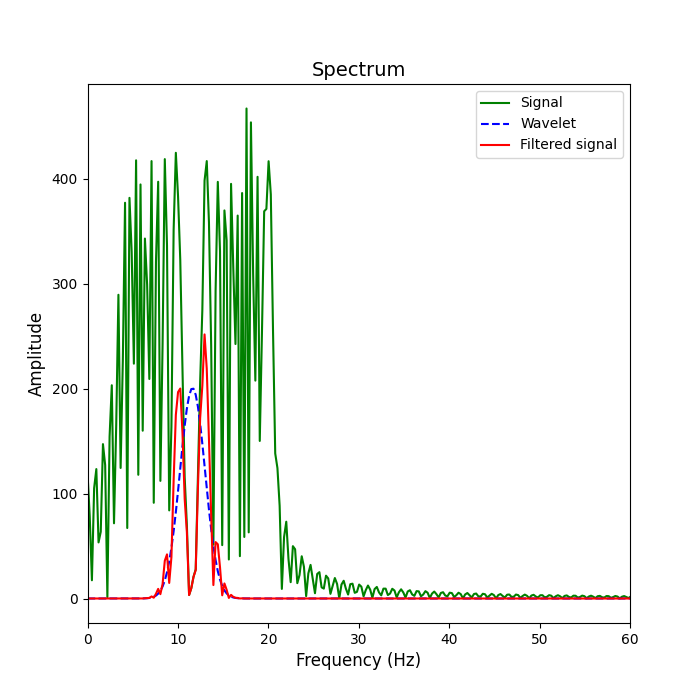 Spectrum
Signal
Wavelet
Filtered signal
Amplitude
400
300
200
100
0
0 10 20 30 40 50 60
Frequency (Hz)